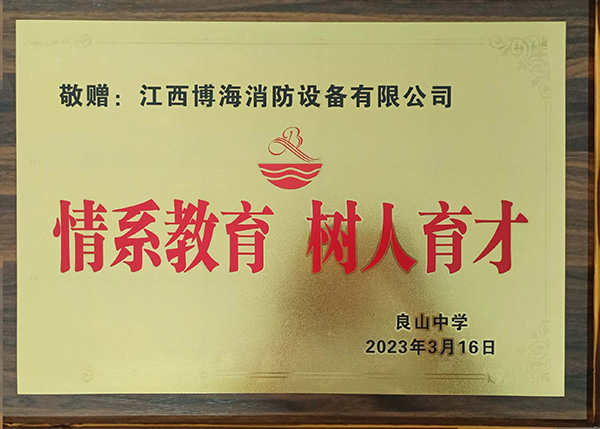 敬赠：江西博海消防设备有限公司
情系教育 树人育才
良山中学
2023年3月16日